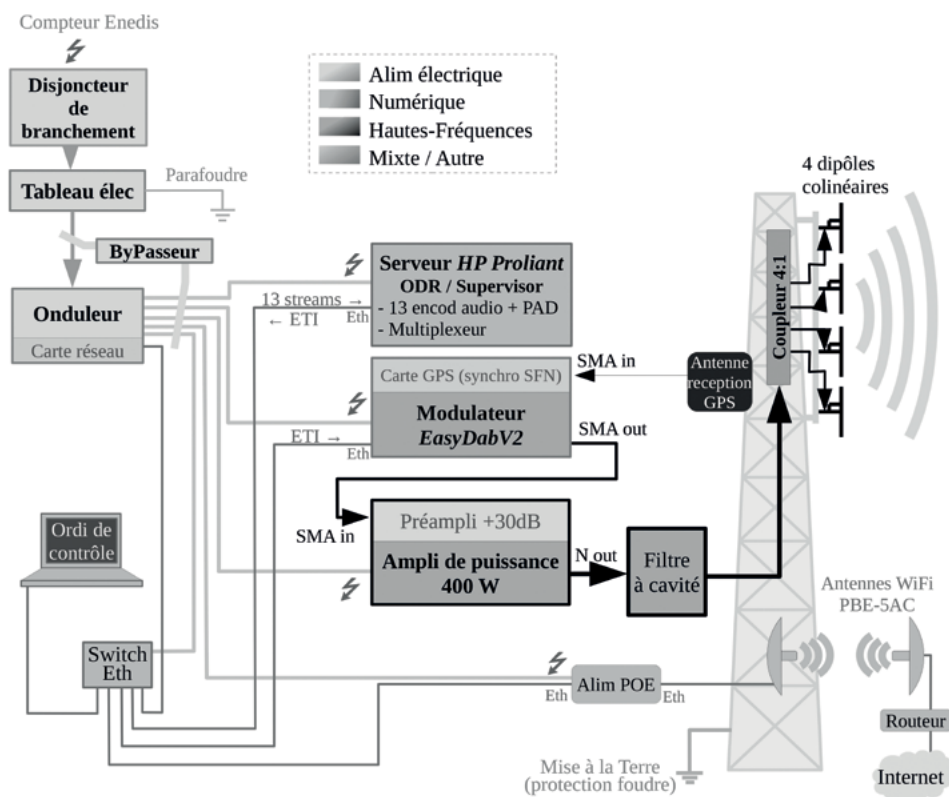 Compteur Enedis
Disjoncteur
de
branchement
Tableau élec
Parafoudre
ByPasseur
Onduleur
Carte réseau
Alim électrique
Numérique
Hautes-Fréquences
Mixte / Autre
Serveur HP Proliant
ODR / Supervisor
- 13 encod audio + PAD
- Multiplexeur
13 streams →
← ETI
Eth
Carte GPS (synchro SFN)
Modulateur
EasyDabV2
ETI →
Eth
SMA in
SMA out
Antenne
reception
GPS
4 dipôles
colinéaires
Coupleur 4:1
SMA in
Préampli +30dB
Ampli de puissance
400 W
N out
Filtre
à cavité
Ordi de
contrôle
Switch
Eth
Eth
Alim POE
Eth
Antennes WiFi
PBE-5AC
Routeur
Internet
Mise à la Terre
(protection foudre)